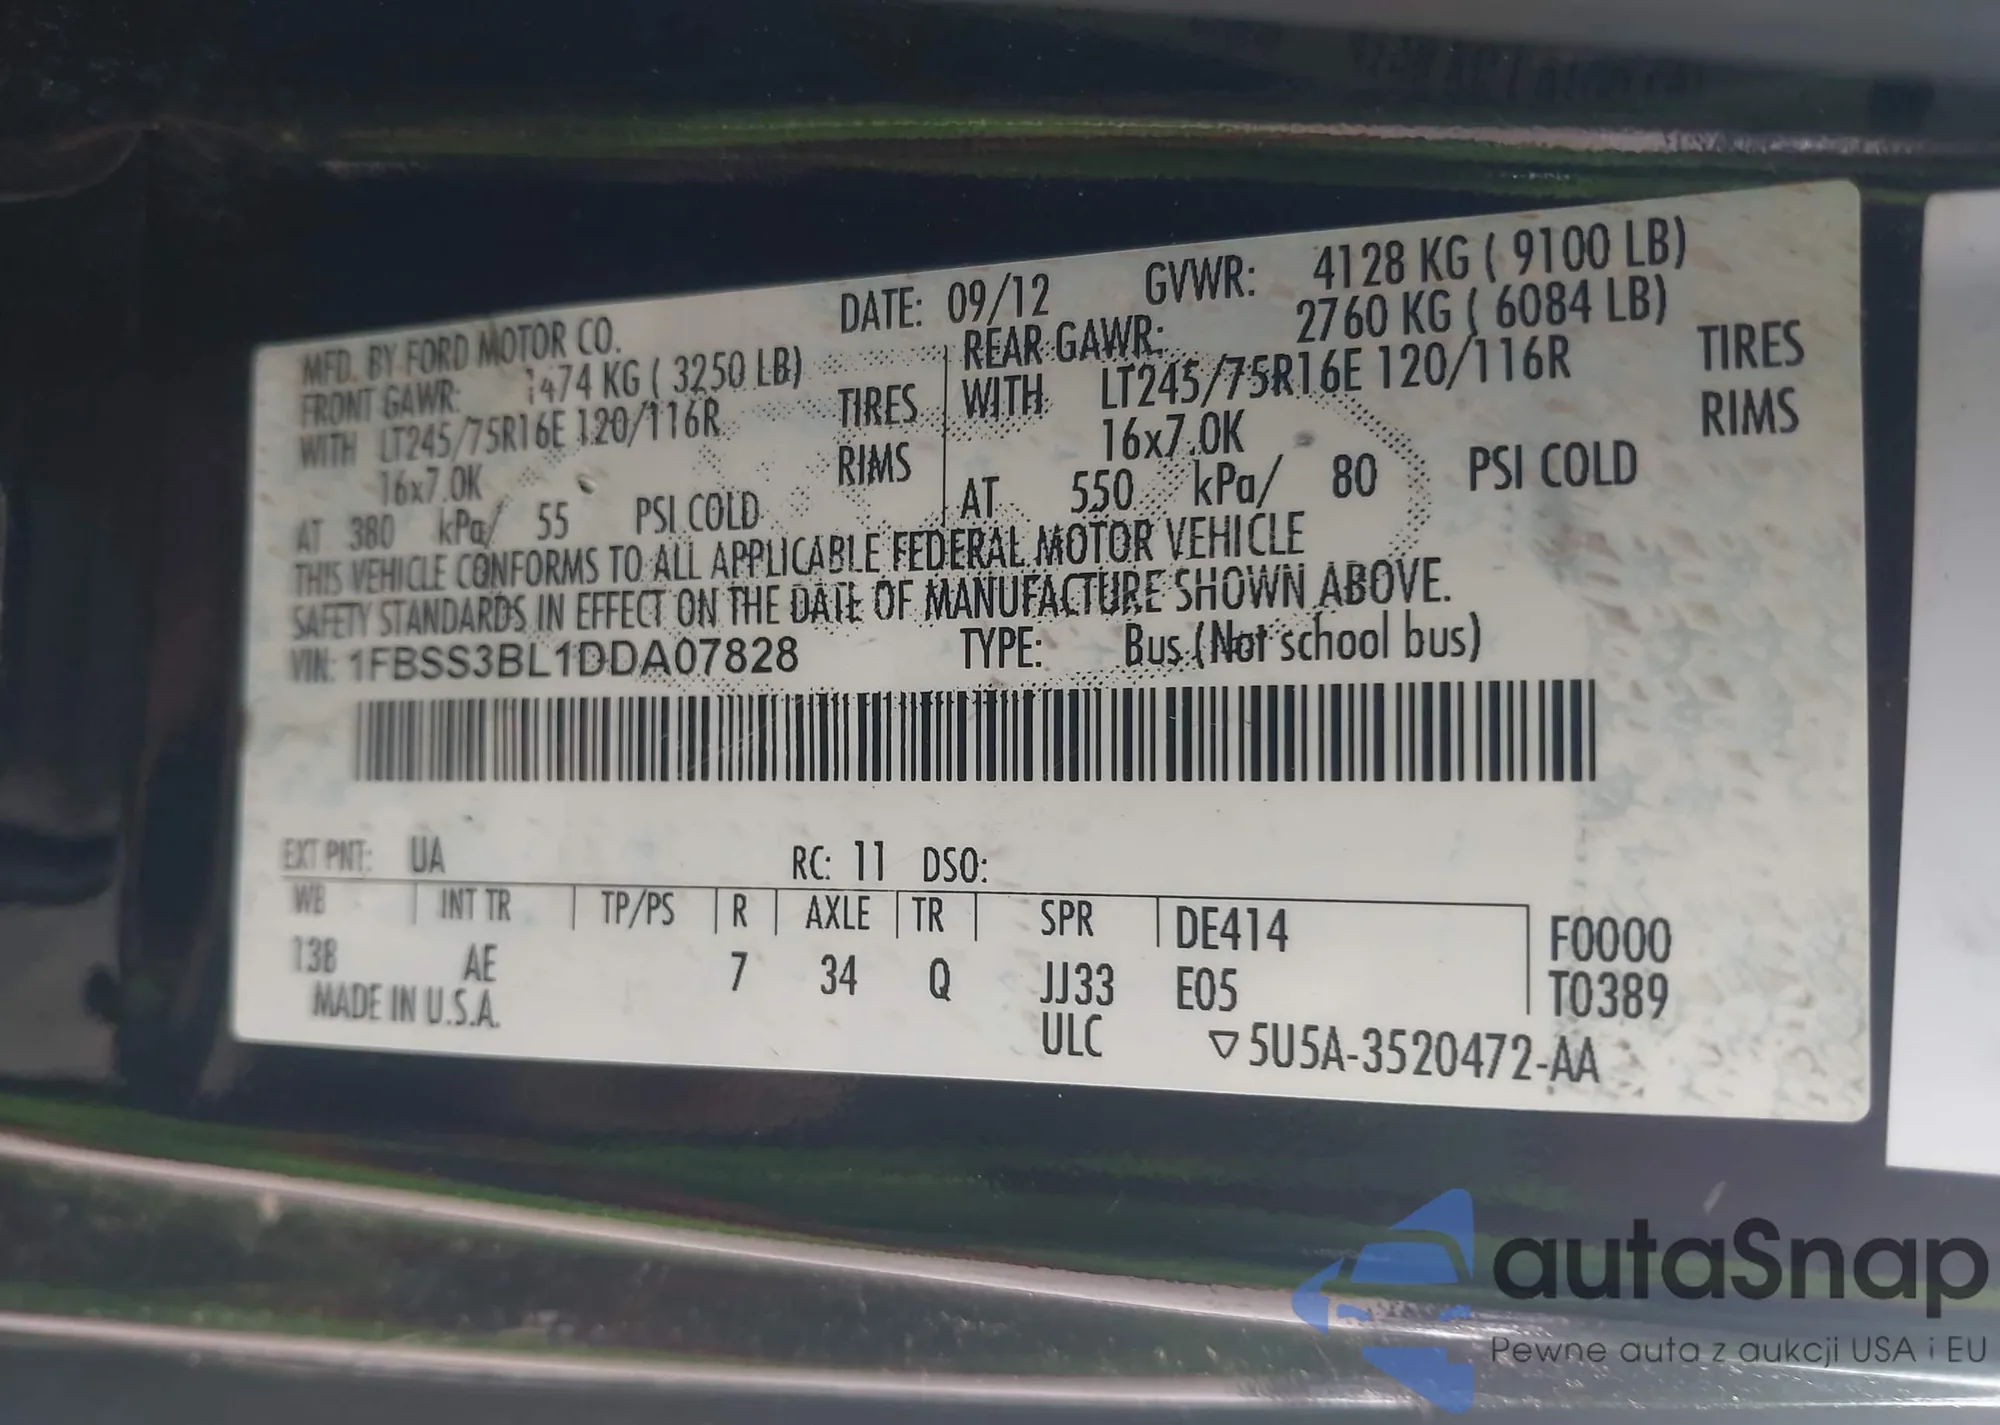 MFD. BY FORD MOTOR CO. DATE: 09/12 GVWR: 4128 KG ( 9100 LB)
FRONT GAWR: 1474 KG ( 3250 LB) REAR GAWR: 2760 KG ( 6084 LB)
WITH LT245/75R16E 120/116R TIRES WITH LT245/75R16E 120/116R TIRES
16x7.0K RIMS 16x7.0K RIMS
AT 380 kPa/ 55 PSI COLD AT 550 kPa/ 80 PSI COLD
THIS VEHICLE CONFORMS TO ALL APPLICABLE FEDERAL MOTOR VEHICLE
SAFETY STANDARDS IN EFFECT ON THE DATE OF MANUFACTURE SHOWN ABOVE.
VIN: 1FBSS3BL1DDA07828 TYPE: Bus (Not school bus)
EXT PNT: UA RC: 11 DSO:
WB INT TR TP/PS R AXLE TR SPR DE414 F0000
138 AE 7 34 Q JJ33 E05 T0389
MADE IN U.S.A. ULC ▽5U5A-3520472-AA
autaSnap
Pewne auta z aukcji USA i EU